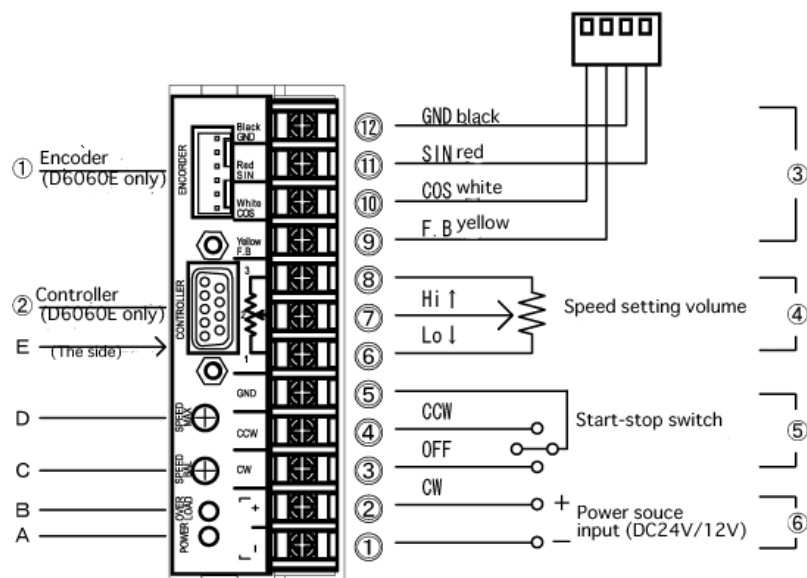 ① Encoder
(D6060E only)
② Controller
(D6060E only)
E
(The side)
D
C
B
A
ENCORDER
Black
GND
Red
SIN
White
COS
Yellow
F.B
CONTROLLER
3
2
1
GND
SPEED
MAX
CCW
SPEED
BAL
CW
OVER
LOAD
POWER
+
-
⑫ GND black
⑪ SIN red
⑩ COS white
⑨ F.B yellow
③
⑧
⑦ Hi ↑
⑥ Lo ↓
Speed setting volume
④
⑤
④ CCW
③ OFF
CW
Start-stop switch
⑤
② +
① −
Power souce
input (DC24V/12V)
⑥